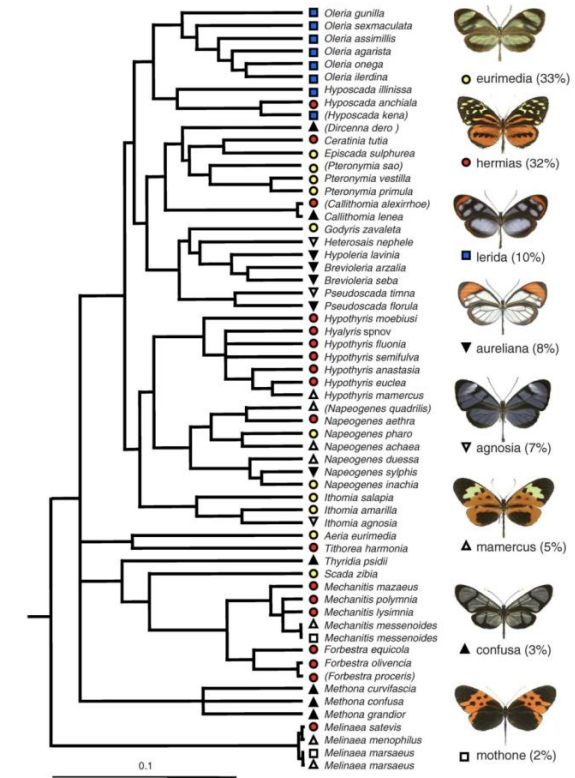 Oleria gunilla
Oleria sexmaculata
Oleria assimillis
Oleria agarista
Oleria onega
Oleria ilerdina
Hyposcada illinissa
Hyposcada anchiala
(Hyposcada kena)
(Dircenna dero )
Ceratinia tutia
Episcada sulphurea
(Pteronymia sao)
Pteronymia vestilla
Pteronymia primula
(Callithomia alexirrhoe)
Callithomia lenea
Godyris zavaleta
Heterosais nephele
Hypoleria lavinia
Brevioleria arzalia
Brevioleria seba
Pseudoscada timna
Pseudoscada florula
Hypothyris moebiusi
Hyalyris spnov
Hypothyris fluonia
Hypothyris semifulva
Hypothyris anastasia
Hypothyris euclea
Hypothyris mamercus
(Napeogenes quadrilis)
Napeogenes aethra
Napeogenes pharo
Napeogenes achaea
Napeogenes duessa
Napeogenes sylphis
Napeogenes inachia
Ithomia salapia
Ithomia amarilla
Ithomia agnosia
Aeria eurimedia
Tithorea harmonia
Thyridia psidii
Scada zibia
Mechanitis mazaeus
Mechanitis polymnia
Mechanitis lysimnia
Mechanitis messenoides
Mechanitis messenoides
Forbestra equicola
Forbestra olivencia
(Forbestra proceris)
Methona curvifascia
Methona confusa
Methona grandior
Melinaea satevis
Melinaea menophilus
Melinaea marsaeus
Melinaea marsaeus
0.1
eurimedia (33%)
hermias (32%)
lerida (10%)
aureliana (8%)
agnosia (7%)
mamercus (5%)
confusa (3%)
mothone (2%)